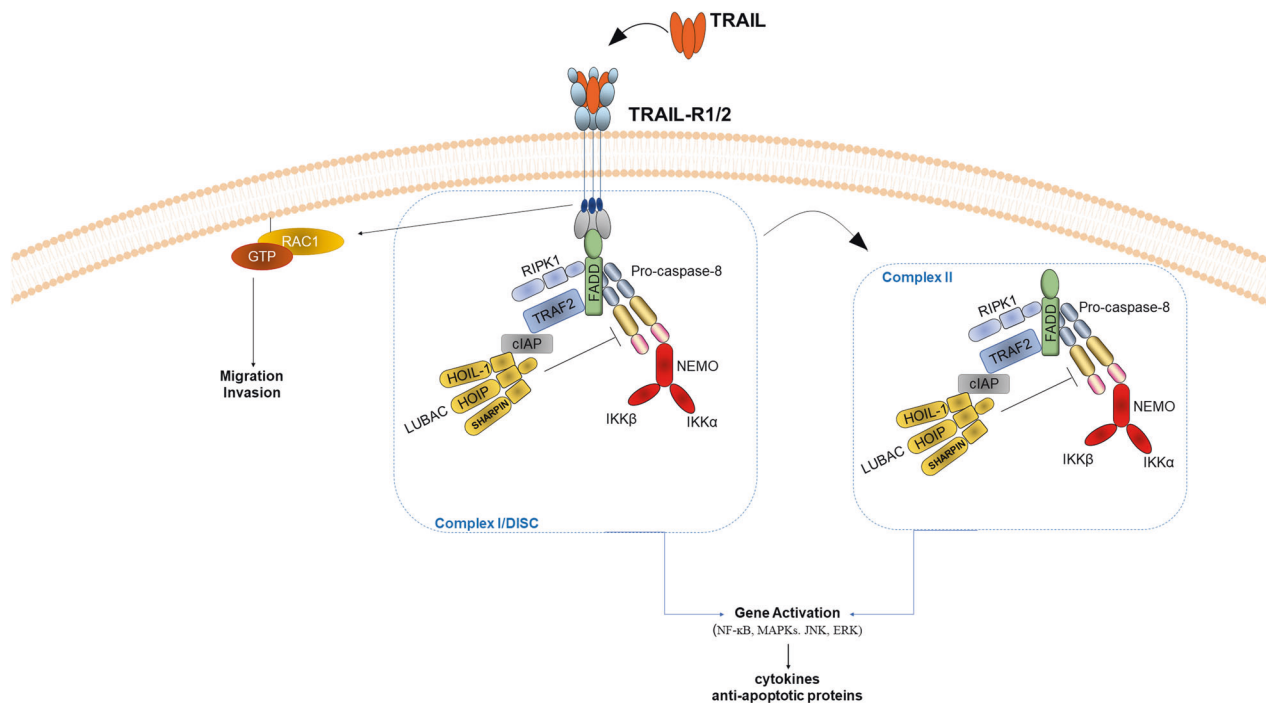 TRAIL
TRAIL-R1/2
RAC1
GTP
Migration
Invasion
RIPK1
FADD
Pro-caspase-8
TRAF2
cIAP
HOIL-1
HOIP
SHARPIN
LUBAC
NEMO
IKKβ
IKKα
Complex I/DISC
Complex II
RIPK1
FADD
Pro-caspase-8
TRAF2
cIAP
HOIL-1
HOIP
SHARPIN
LUBAC
NEMO
IKKβ
IKKα
Gene Activation
(NF-κB, MAPKs. JNK, ERK)
cytokines
anti-apoptotic proteins